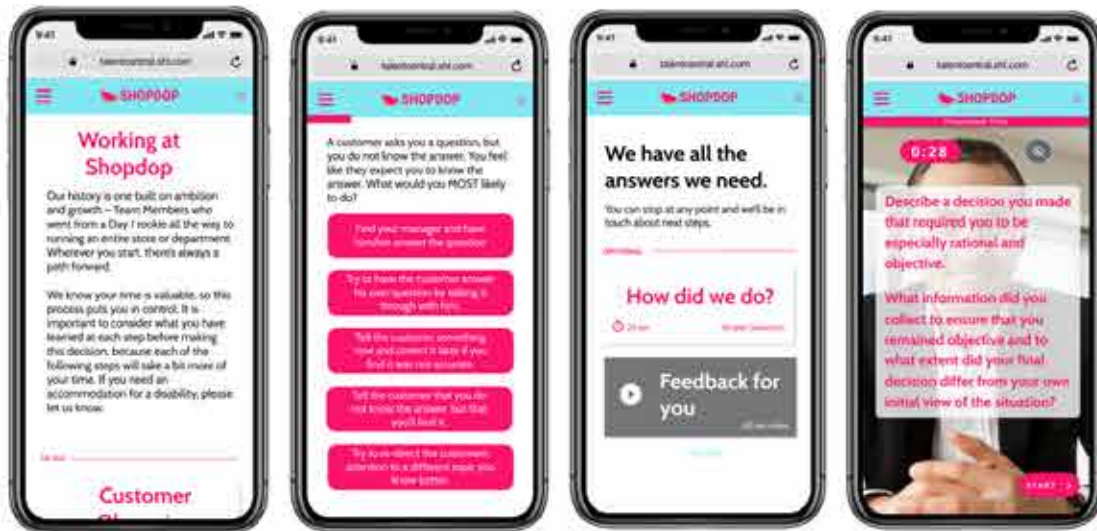 9:41
talentcentral.shl.com
SHOPDOP
Working at
Shopdop
Our history is one built on ambition
and growth – Team Members who
went from a Day 1 rookie all the way to
running an entire store or department.
Wherever you start, there's always a
path forward.
We know your time is valuable, so this
process puts you in control. It is
important to consider what you have
learned at each step before making
this decision, because each of the
following steps will take a bit more of
your time. If you need an
accommodation for a disability, please
let us know.
Customer
9:41
talentcentral.shl.com
SHOPDOP
A customer asks you a question, but
you do not know the answer. You feel
like they expect you to know the
answer. What would you MOST likely
to do?
Find your manager and have
answer the question
Try to have the customer answer
own question by talking it
through with
Tell the customer something
now and correct it later if you
find it was not accurate.
Tell the customer that you do
not know the answer, but that
you'll find it.
Try to re-direct the customer's
attention to a different topic you
know better.
9:41
talentcentral.shl.com
SHOPDOP
We have all the
answers we need.
You can stop at any point and we'll be in
touch about next steps.
OPTIONAL
How did we do?
Feedback for
you
9:41
talentcentral.shl.com
SHOPDOP
Preparation Time
0:28
Describe a decision you made
that required you to be
especially rational and
objective.
What information did you
collect to ensure that you
remained objective and to
what extent did your final
decision differ from your own
initial view of the situation?
START